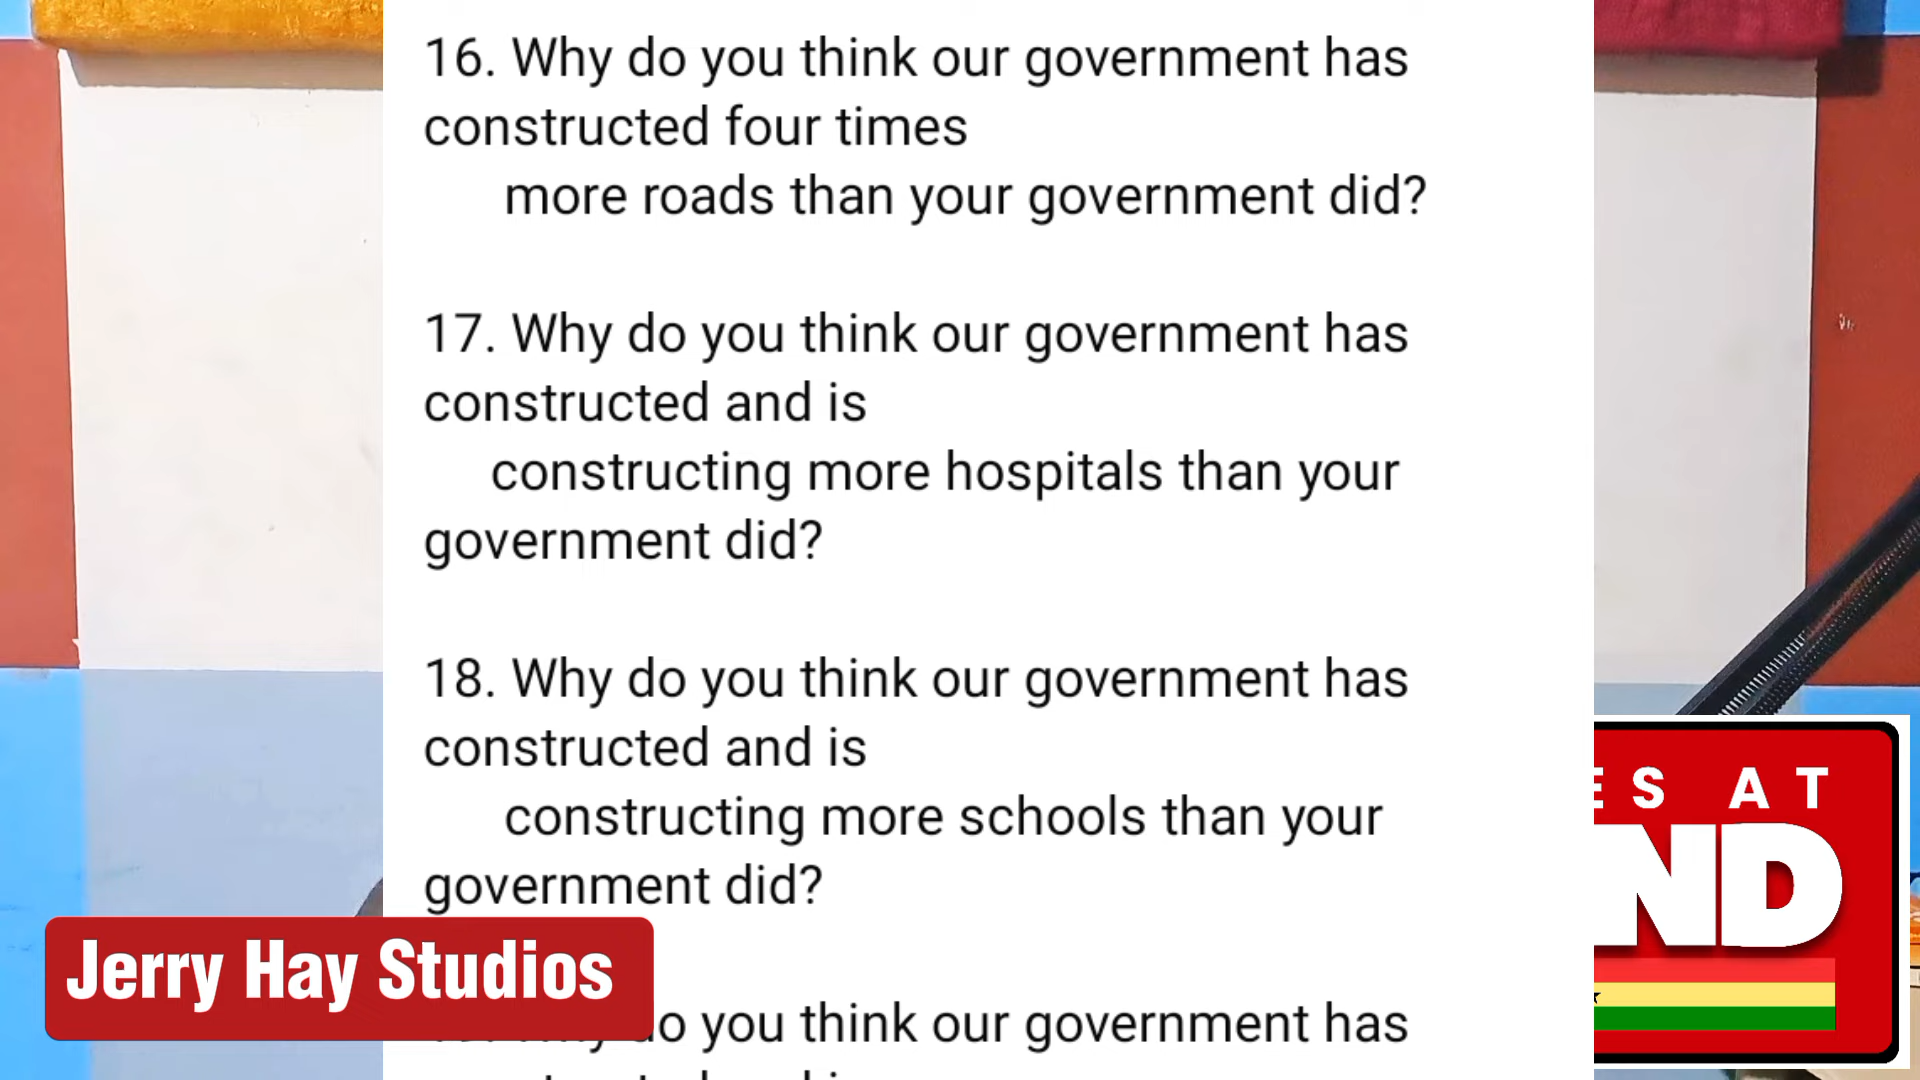 16. Why do you think our government has
constructed four times
more roads than your government did?
17. Why do you think our government has
constructed and is
constructing more hospitals than your
government did?
18. Why do you think our government has
constructed and is
constructing more schools than your
government did?
do you think our government has
Jerry Hay Studios
ES AT
ND